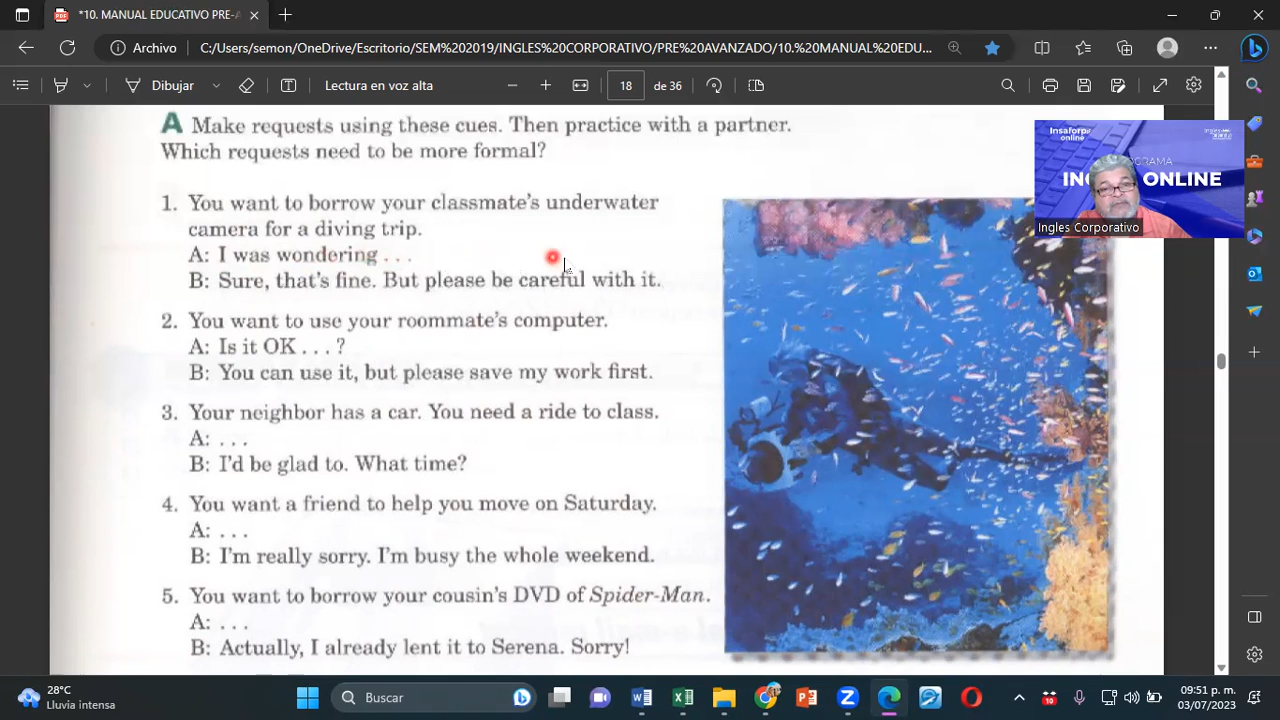 *10. MANUAL EDUCATIVO PRE-A
Archivo
C:/Users/semon/OneDrive/Escritorio/SEM%202019/INGLES%20CORPORATIVO/PRE%20AVANZADO/10.%20MANUAL%20EDU...
Dibujar
Lectura en voz alta
18
de 36
A Make requests using these cues. Then practice with a partner.
Which requests need to be more formal?
1. You want to borrow your classmate's underwater
camera for a diving trip.
A: I was wondering . . .
B: Sure, that's fine. But please be careful with it.
2. You want to use your roommate's computer.
A: Is it OK . . . ?
B: You can use it, but please save my work first.
3. Your neighbor has a car. You need a ride to class.
A: . . .
B: I'd be glad to. What time?
4. You want a friend to help you move on Saturday.
A: . . .
B: I'm really sorry. I'm busy the whole weekend.
5. You want to borrow your cousin's DVD of Spider-Man.
A: . . .
B: Actually, I already lent it to Serena. Sorry!
Insaforp
online
ONLINE
Ingles Corporativo
28°C
Lluvia intensa
Buscar
10
09:51 p. m.
03/07/2023